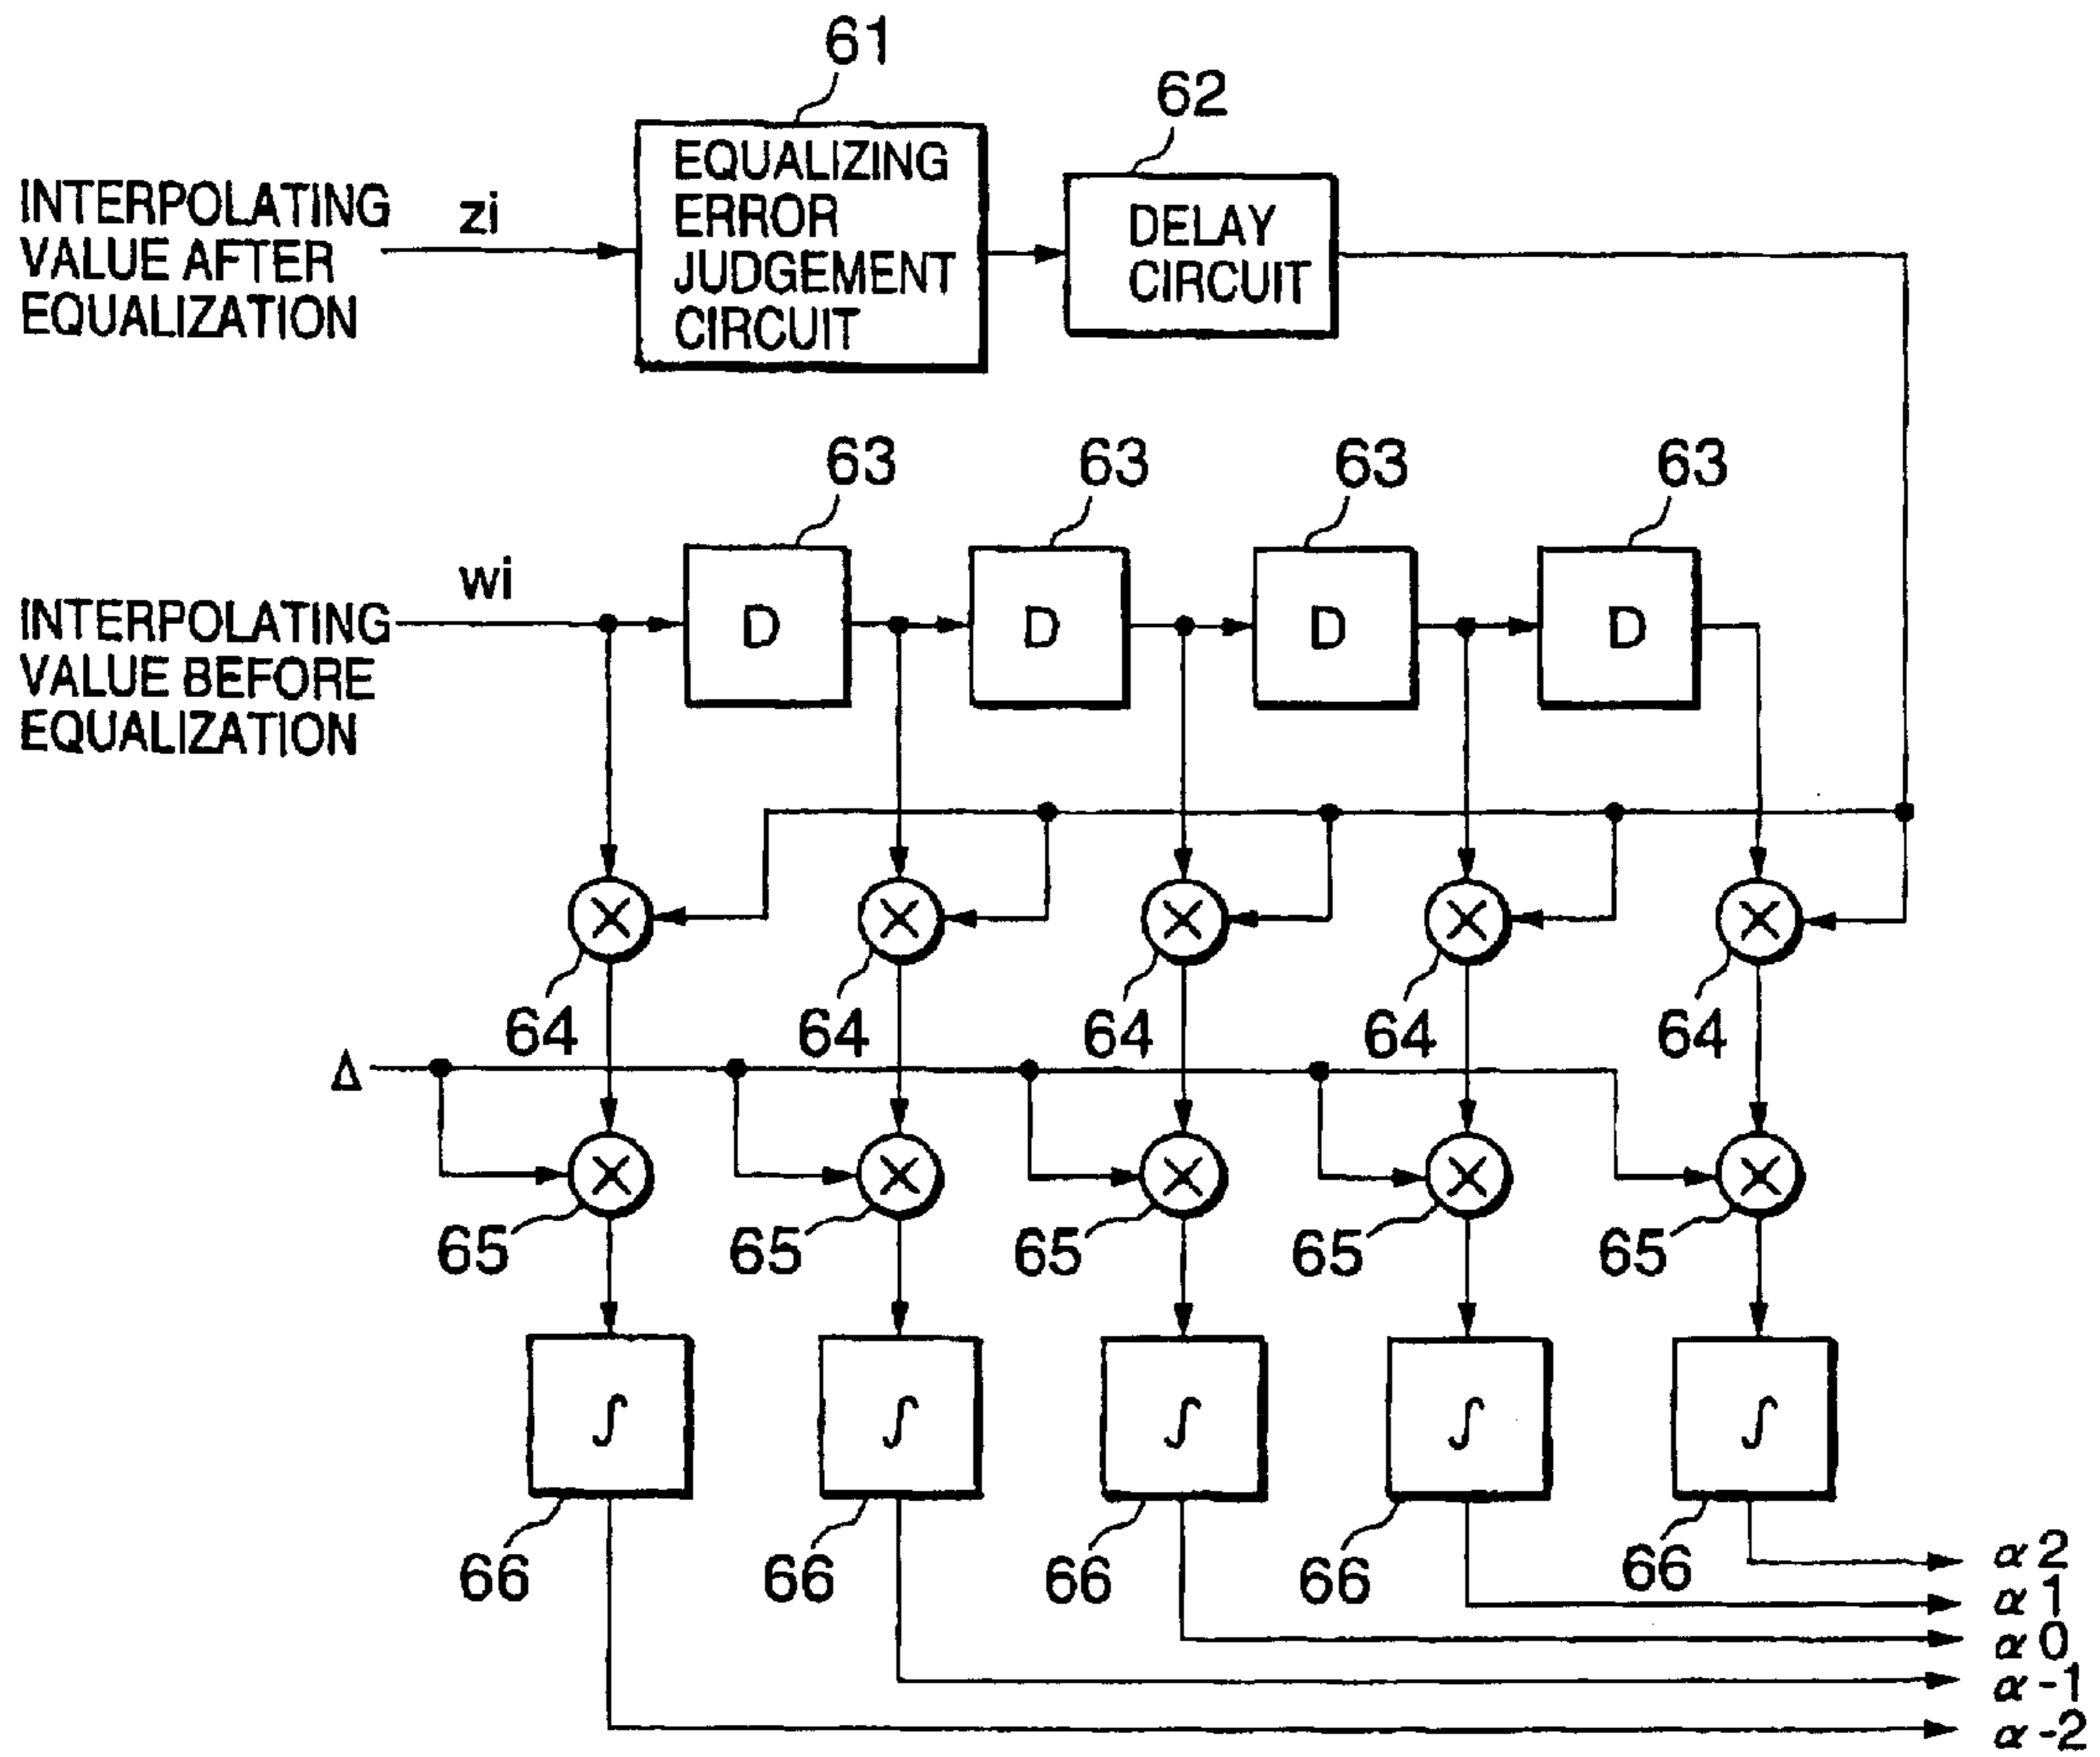 61
62
EQUALIZING
ERROR
JUDGEMENT
CIRCUIT
DELAY
CIRCUIT
INTERPOLATING
VALUE AFTER
EQUALIZATION
zi
63 63 63 63
wi
INTERPOLATING
VALUE BEFORE
EQUALIZATION
D D D D
64 64 64 64 64
Δ
65 65 65 65 65
∫ ∫ ∫ ∫ ∫
66 66 66 66 66
α2
α1
α0
α-1
α-2